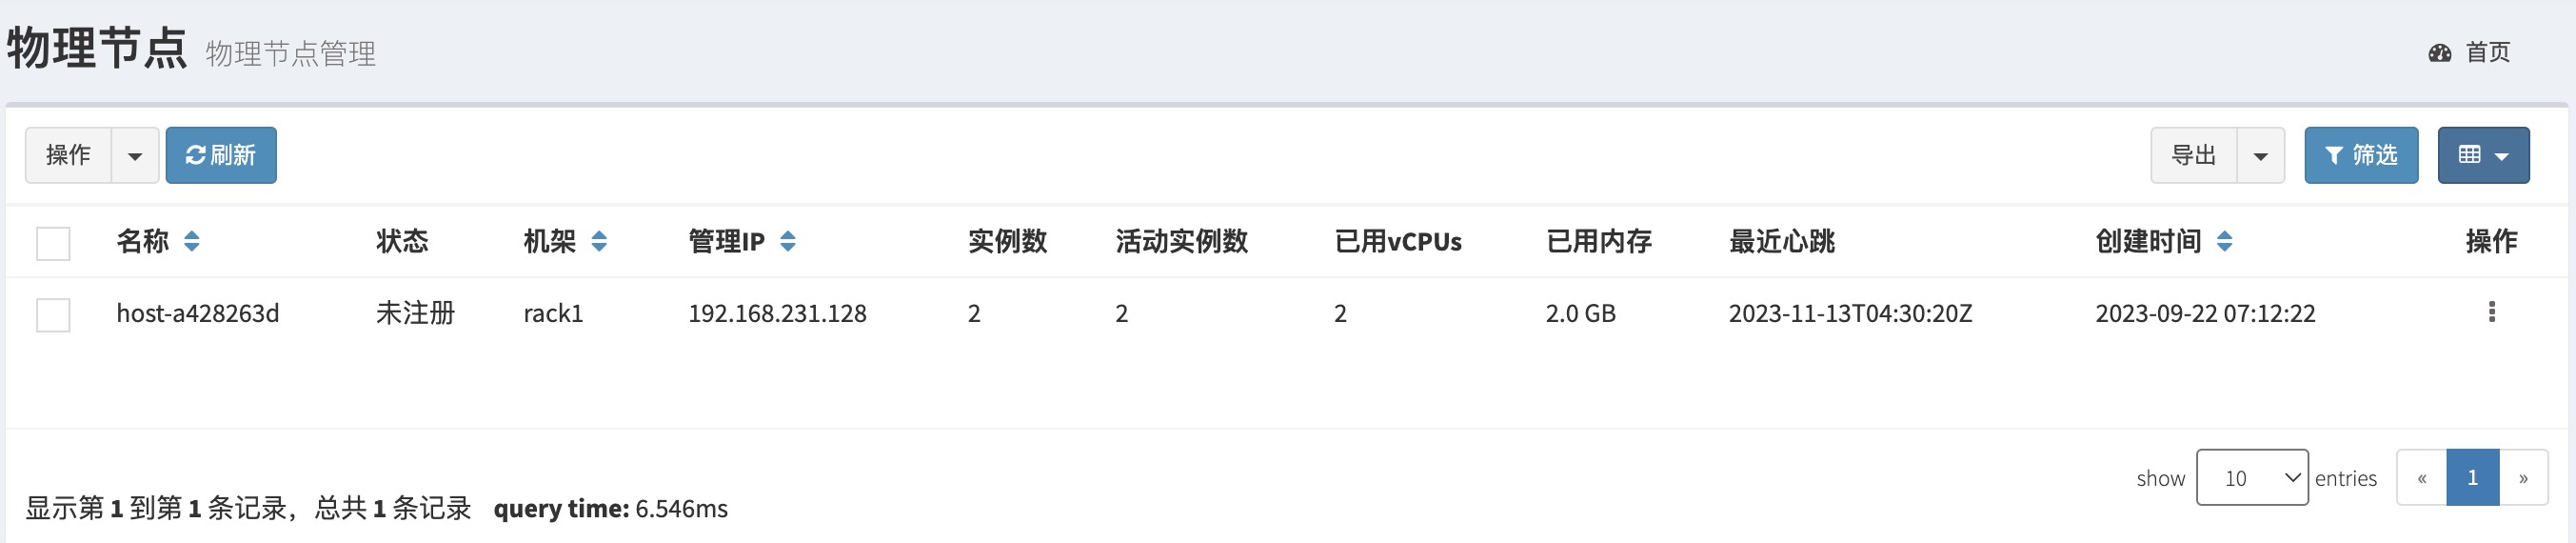 物理节点 物理节点管理
首页
操作 刷新
导出 筛选
名称 状态 机架 管理IP 实例数 活动实例数 已用vCPUs 已用内存 最近心跳 创建时间 操作
host-a428263d 未注册 rack1 192.168.231.128 2 2 2 2.0 GB 2023-11-13T04:30:20Z 2023-09-22 07:12:22
show 10 entries « 1 »
显示第 1 到第 1 条记录，总共 1 条记录 query time: 6.546ms